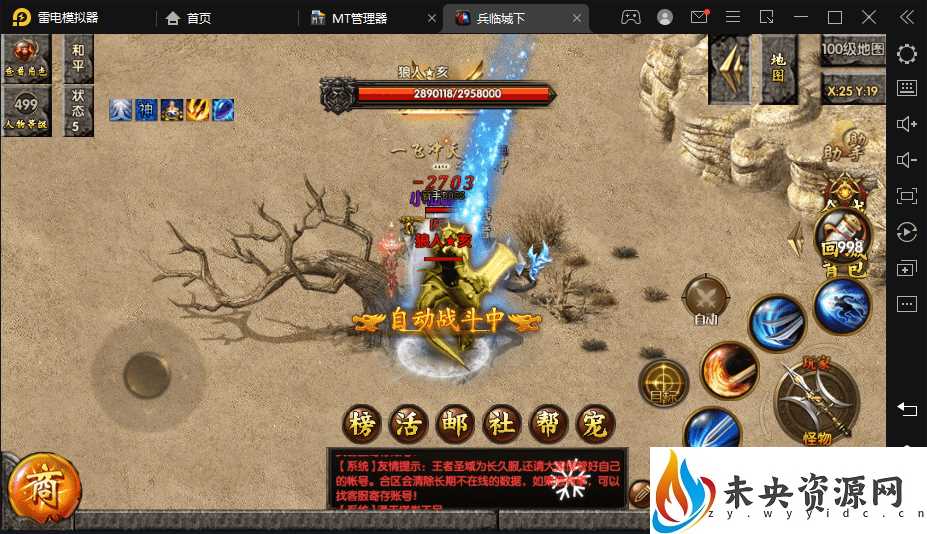 雷电模拟器
首页
MT管理器
兵临城下
查看角色
和平
499
人物等级
状态5
神
狼人★亥
2890118/2958000
地图
100级地图
X:25 Y:19
助
助手
一飞冲天
-2703
狼人★亥
自动战斗中
回城
998
背包
自动
目标
玩家
怪物
榜 活 邮 社 帮 宠
商
【系统】友情提示：王者圣域为长久服,还请大
好自己
的帐号。合区会清除长期不在线的数据，如果
可以
找客服寄存账号！
未央资源网
zy.wyyidc.cn